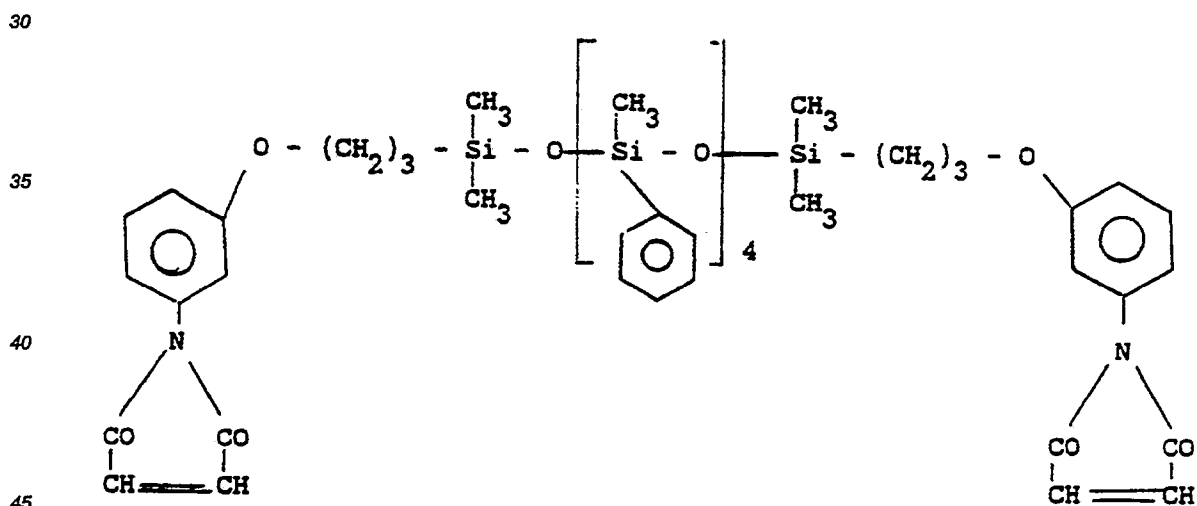 30
CH₃ CH₃ CH₃
O - (CH₂)₃ - Si - O - Si - O - Si - (CH₂)₃ - O
35
CH₃ CH₃
4
40
N N
CO CO CO CO
CH = CH CH = CH
45